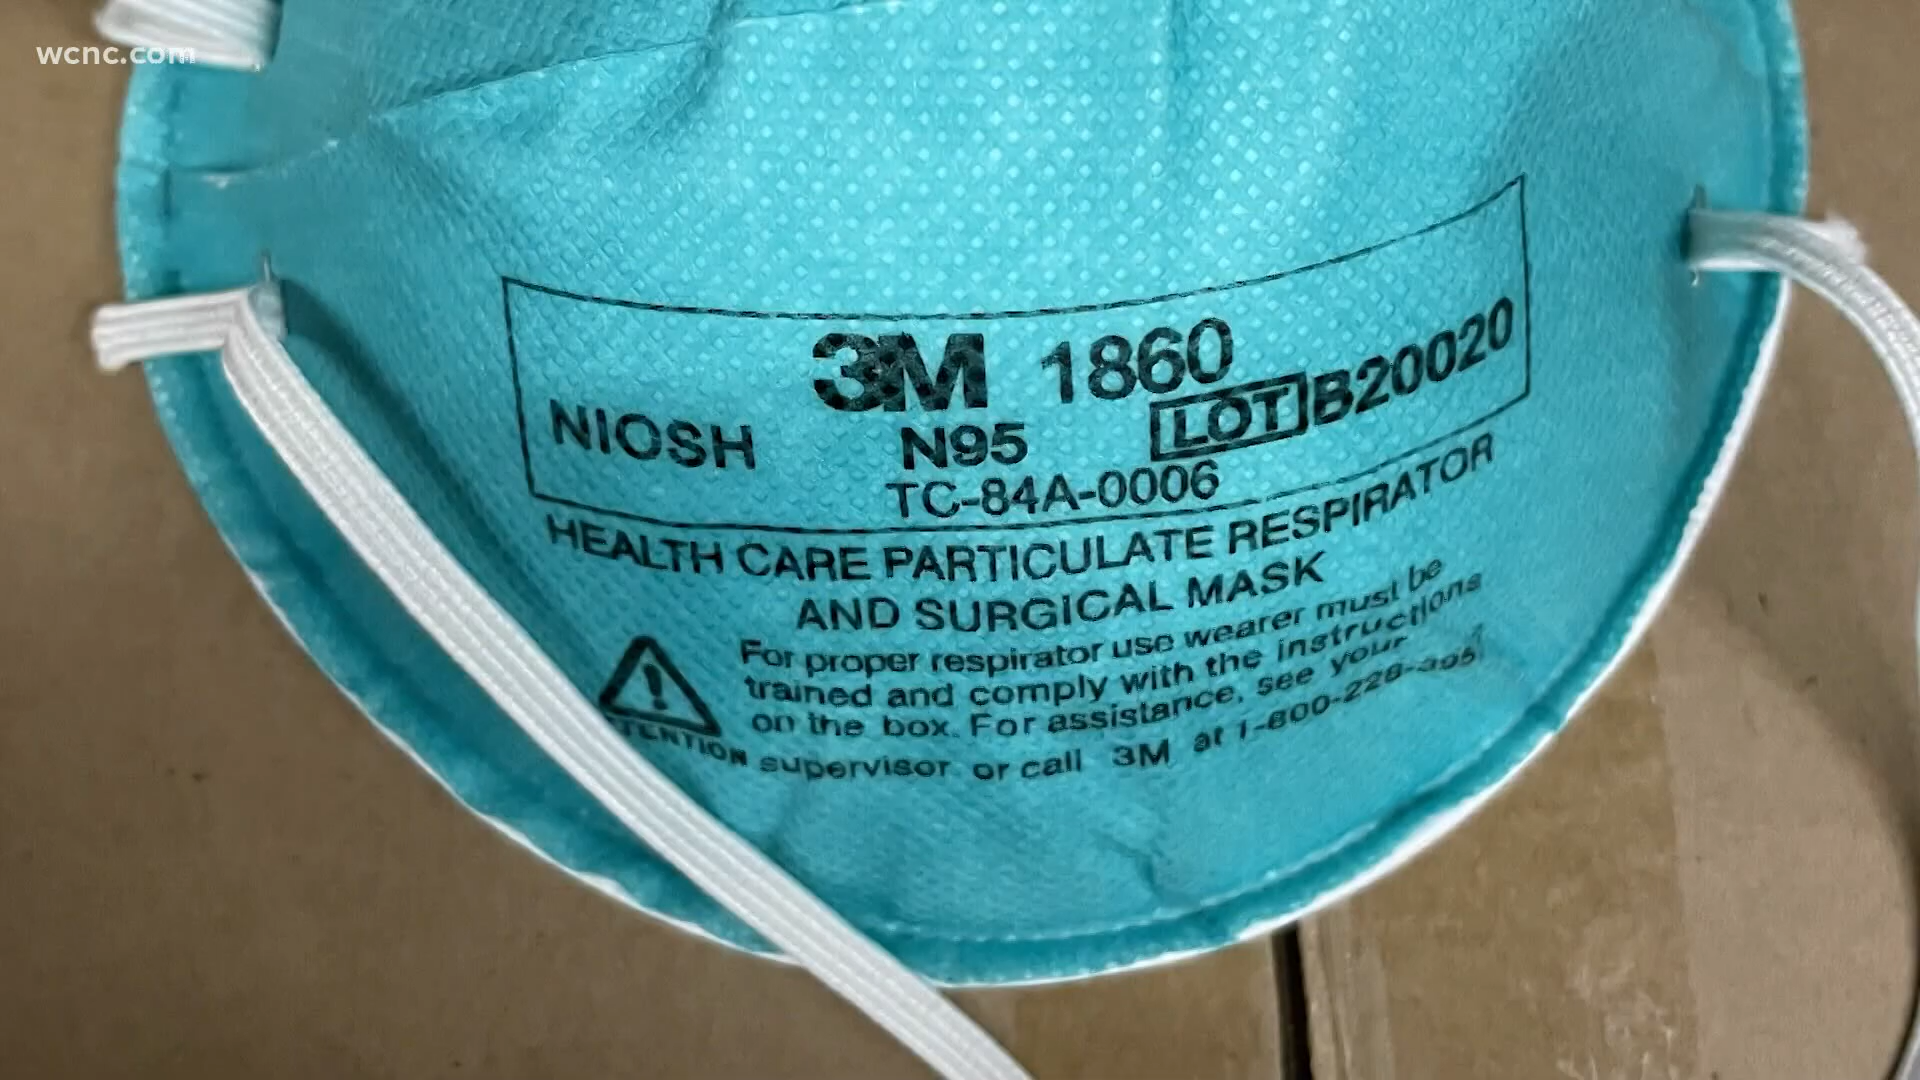 wcnc.com
3M 1860
NIOSH N95 LOT B20020
TC-84A-0006
HEALTH CARE PARTICULATE RESPIRATOR
AND SURGICAL MASK
For proper respirator use wearer must be
trained and comply with the instructions
on the box. For assistance, see your
supervisor or call 3M at 1-800-228-3957